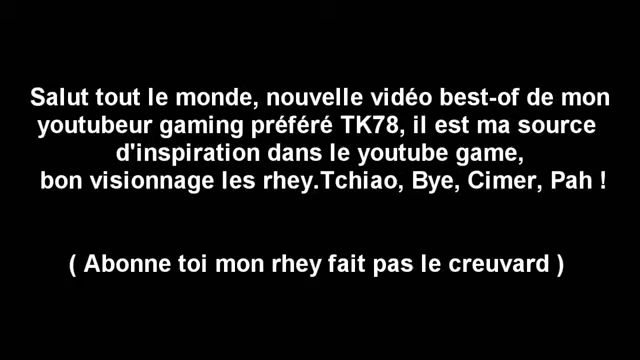 Salut tout le monde, nouvelle vidéo best-of de mon
youtubeur gaming préféré TK78, il est ma source
d'inspiration dans le youtube game,
bon visionnage les rhey.Tchiao, Bye, Cimer, Pah !
( Abonne toi mon rhey fait pas le creuvard )